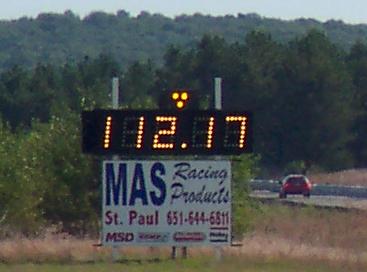 112.17
MAS Racing Products
St. Paul 651-644-6811
MSD